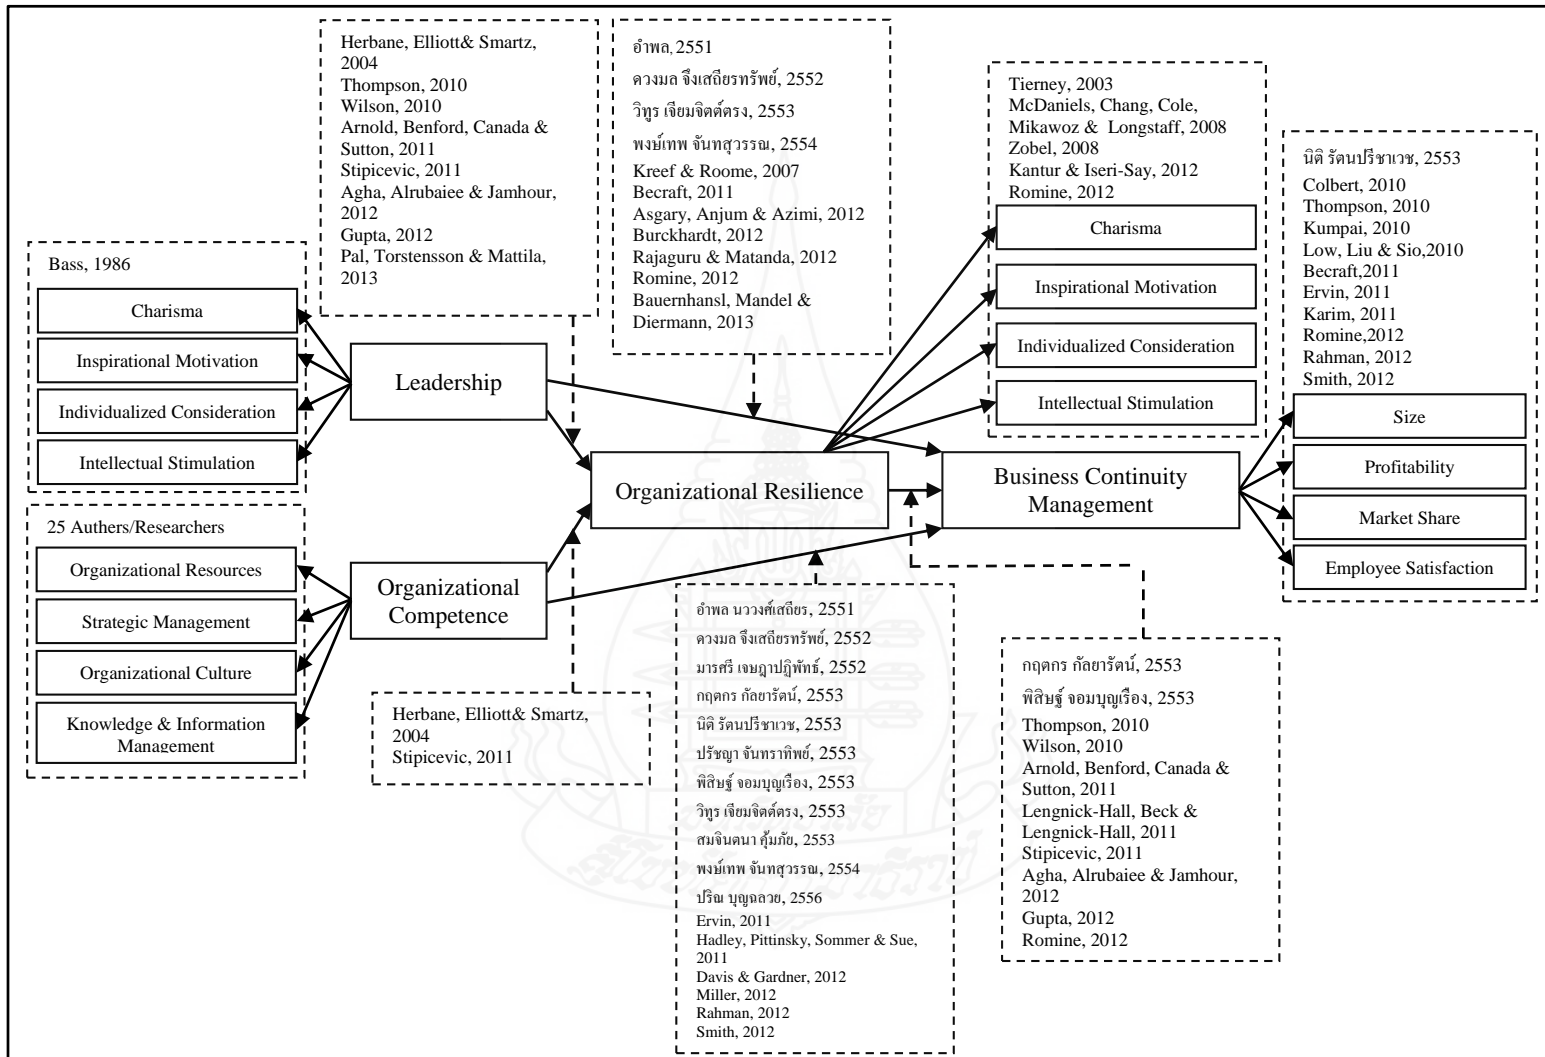 Herbane, Elliott& Smartz,
2004
Thompson, 2010
Wilson, 2010
Arnold, Benford, Canada &
Sutton, 2011
Stipicevic, 2011
Agha, Alrubaiee & Jamhour,
2012
Gupta, 2012
Pal, Torstensson & Mattila,
2013
อำพล, 2551
ดวงมล จึงเสถียรทรัพย์, 2552
วิทูร เจียมจิตต์ตรง, 2553
พงษ์เทพ จันทสุวรรณ, 2554
Kreef & Roome, 2007
Becraft, 2011
Asgary, Anjum & Azimi, 2012
Burckhardt, 2012
Rajaguru & Matanda, 2012
Romine, 2012
Bauernhansl, Mandel &
Diermann, 2013
Tierney, 2003
McDaniels, Chang, Cole,
Mikawoz & Longstaff, 2008
Zobel, 2008
Kantur & Iseri-Say, 2012
Romine, 2012
Charisma
Inspirational Motivation
Individualized Consideration
Intellectual Stimulation
นิติ รัตนปรีชาเวช, 2553
Colbert, 2010
Thompson, 2010
Kumpai, 2010
Low, Liu & Sio,2010
Becraft,2011
Ervin, 2011
Karim, 2011
Romine,2012
Rahman, 2012
Smith, 2012
Size
Profitability
Market Share
Employee Satisfaction
Bass, 1986
Charisma
Inspirational Motivation
Individualized Consideration
Intellectual Stimulation
Leadership
Organizational Resilience
Business Continuity
Management
25 Authers/Researchers
Organizational Resources
Strategic Management
Organizational Culture
Knowledge & Information
Management
Organizational
Competence
Herbane, Elliott& Smartz,
2004
Stipicevic, 2011
อำพล นววงศ์เสถียร, 2551
ดวงมล จึงเสถียรทรัพย์, 2552
มารศรี เจษฎาปฏิพัทธ์, 2552
กฤตกร กัลยารัตน์, 2553
นิติ รัตนปรีชาเวช, 2553
ปรัชญา จันทราทิพย์, 2553
พิสิษฐ์ จอมบุญเรือง, 2553
วิทูร เจียมจิตต์ตรง, 2553
สมจินตนา คุ้มภัย, 2553
พงษ์เทพ จันทสุวรรณ, 2554
ปริณ บุญฉลวย, 2556
Ervin, 2011
Hadley, Pittinsky, Sommer & Sue,
2011
Davis & Gardner, 2012
Miller, 2012
Rahman, 2012
Smith, 2012
กฤตกร กัลยารัตน์, 2553
พิสิษฐ์ จอมบุญเรือง, 2553
Thompson, 2010
Wilson, 2010
Arnold, Benford, Canada &
Sutton, 2011
Lengnick-Hall, Beck &
Lengnick-Hall, 2011
Stipicevic, 2011
Agha, Alrubaiee & Jamhour,
2012
Gupta, 2012
Romine, 2012